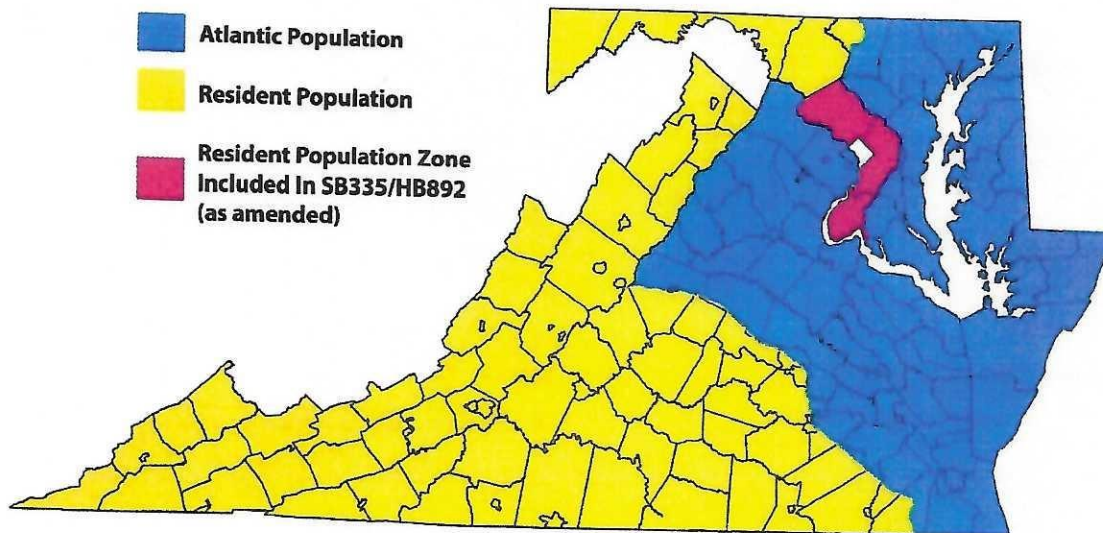 Atlantic Population
Resident Population
Resident Population Zone
Included In SB335/HB892
(as amended)